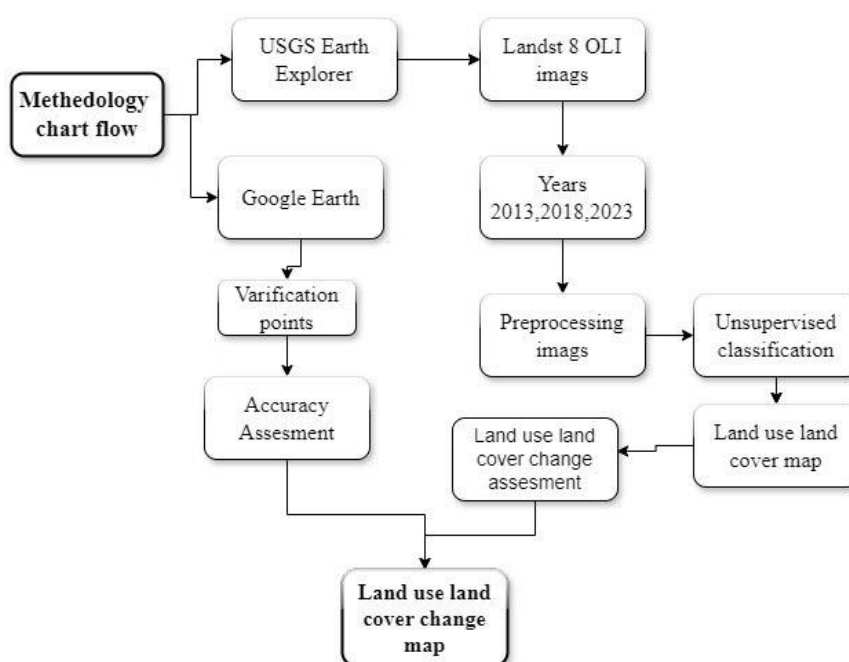 USGS Earth
Explorer
Landst 8 OLI
imags
Methedology
chart flow
Google Earth
Years
2013,2018,2023
Varification
points
Preprocessing
imags
Unsupervised
classification
Accuracy
Assesment
Land use land
cover change
assesment
Land use land
cover map
Land use land
cover change
map